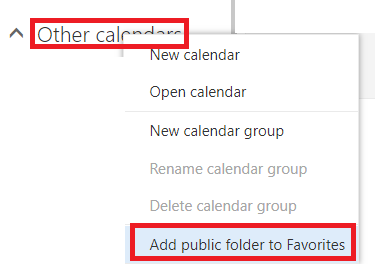 Other calendars
New calendar
Open calendar
New calendar group
Rename calendar group
Delete calendar group
Add public folder to Favorites